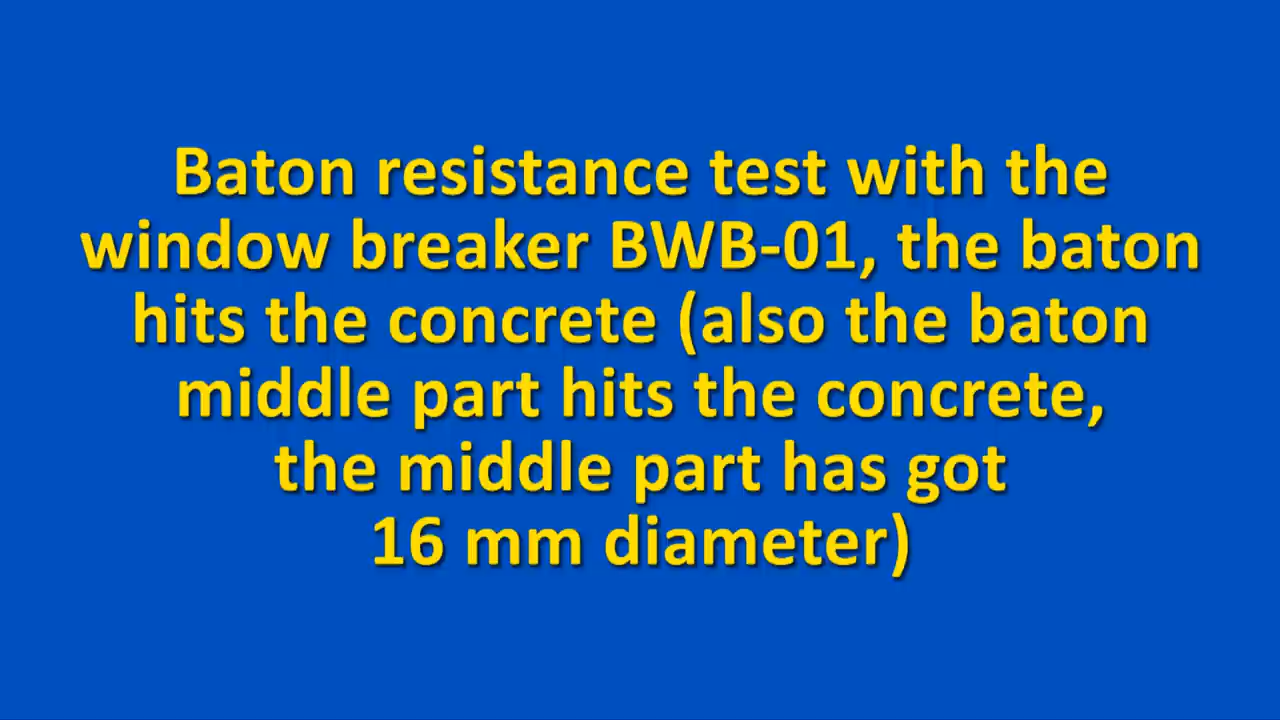 Baton resistance test with the
window breaker BWB-01, the baton
hits the concrete (also the baton
middle part hits the concrete,
the middle part has got
16 mm diameter)